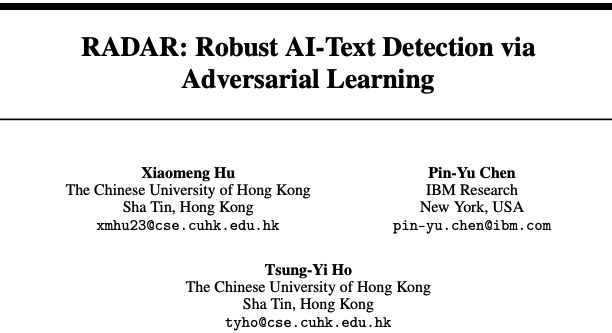 RADAR: Robust AI-Text Detection via
Adversarial Learning
Xiaomeng Hu
The Chinese University of Hong Kong
Sha Tin, Hong Kong
xmhu23@cse.cuhk.edu.hk
Pin-Yu Chen
IBM Research
New York, USA
pin-yu.chen@ibm.com
Tsung-Yi Ho
The Chinese University of Hong Kong
Sha Tin, Hong Kong
tyho@cse.cuhk.edu.hk